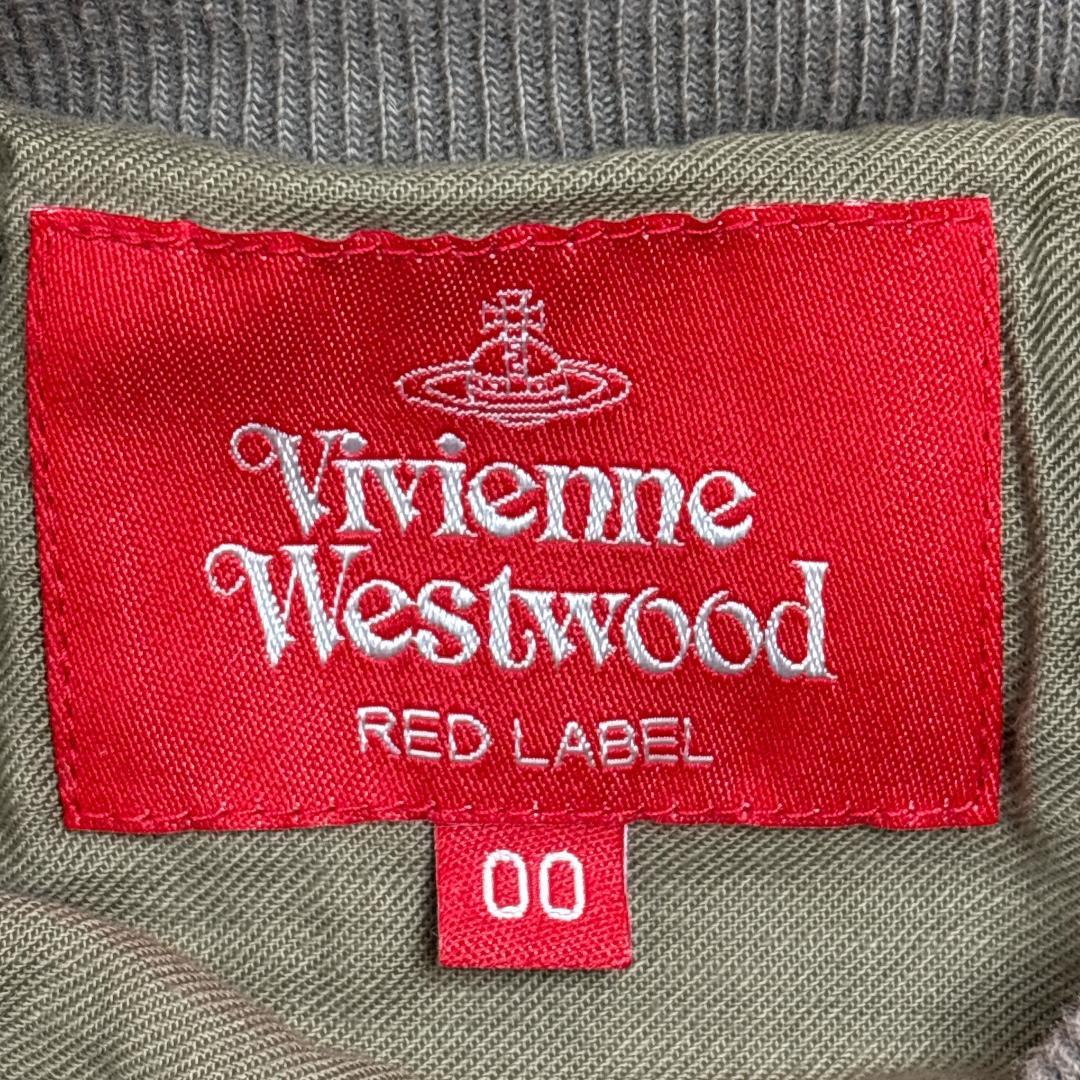 Vivienne
Westwood
RED LABEL
00